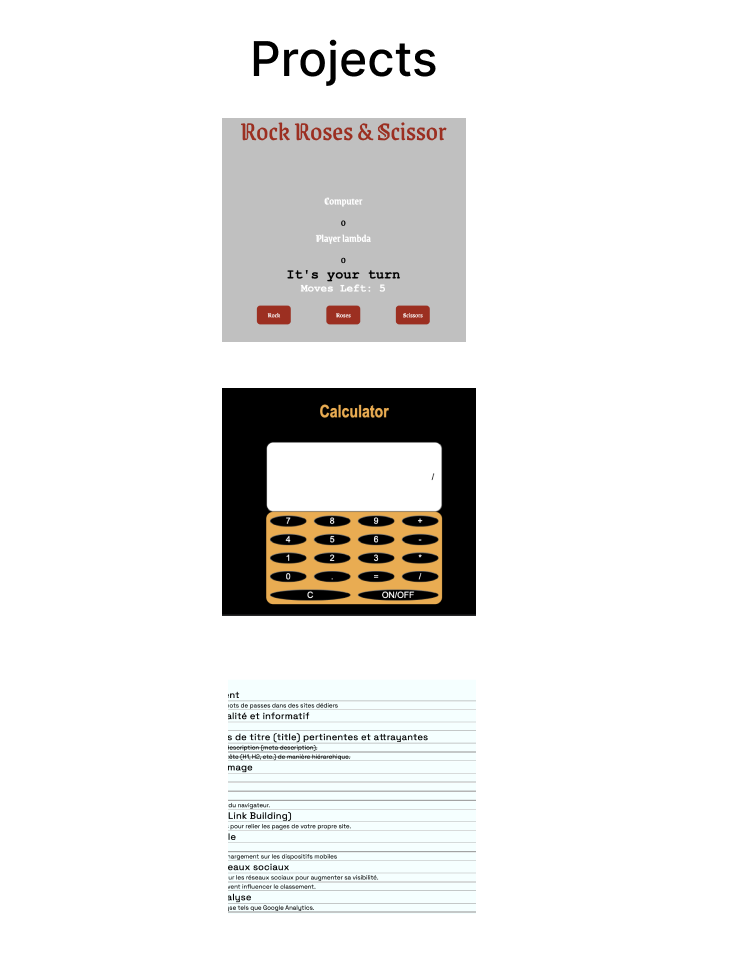 Projects
Rock Roses & Scissor
Computer
0
Player lambda
0
It's your turn
Moves Left: 5
Rock Roses Scissors
Calculator
/
7 8 9 +
4 5 6 -
1 2 3 *
0 . = /
C ON/OFF
ent
ots de passes dans des sites dédiers
alité et informatif
s de titre (title) pertinentes et attrayantes
description (meta description).
(H1, H2, etc.) de manière hiérarchique.
mage
du navigateur.
Link Building)
pour relier les pages de votre propre site.
le
hargement sur les dispositifs mobiles
eaux sociaux
ur les réseaux sociaux pour augmenter sa visibilité.
vent influencer le classement.
alyse
yse tels que Google Analytics.